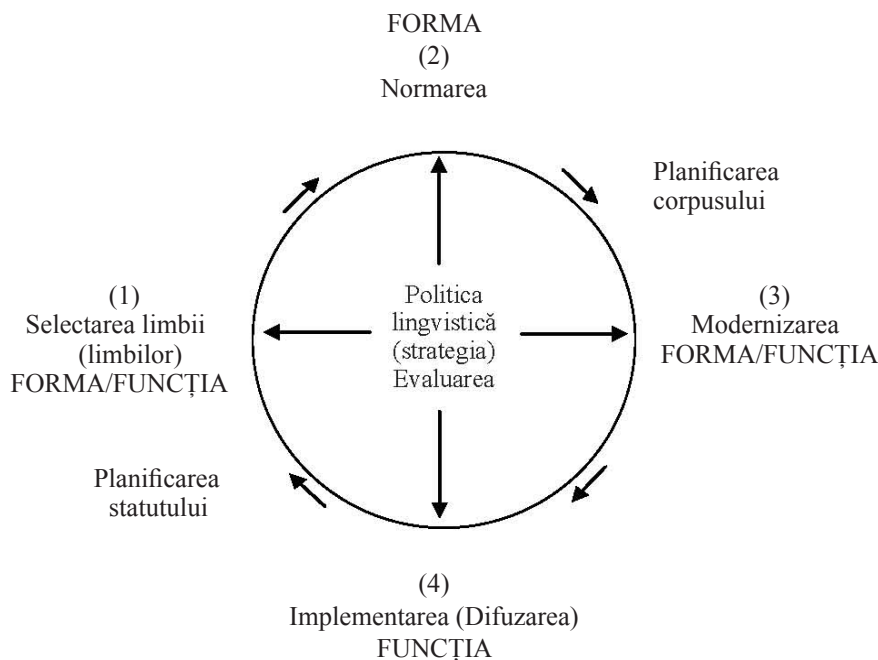 FORMA
(2)
Normarea
Planificarea
corpusului
(1)
Selectarea limbii
(limbilor)
FORMA/FUNCȚIA
Politica
lingvistică
(strategia)
Evaluarea
(3)
Modernizarea
FORMA/FUNCȚIA
Planificarea
statutului
(4)
Implementarea (Difuzarea)
FUNCȚIA